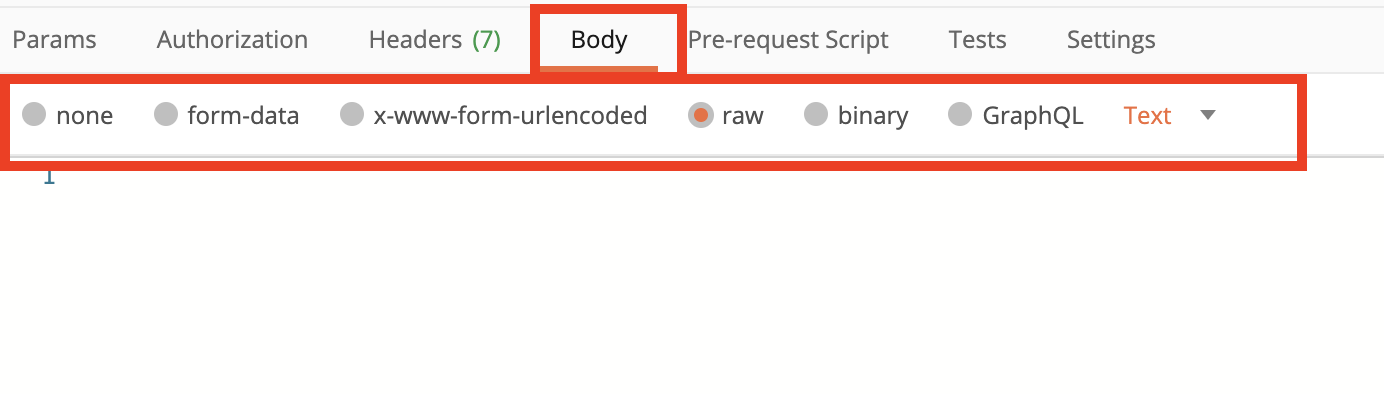 Params Authorization Headers (7) Body Pre-request Script Tests Settings
none form-data x-www-form-urlencoded raw binary GraphQL Text
1